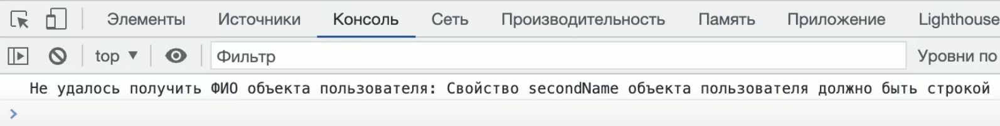 Элементы Источники Консоль Сеть Производительность Память Приложение Lighthouse
top Фильтр Уровни по
Не удалось получить ФИО объекта пользователя: Свойство secondName объекта пользователя должно быть строкой